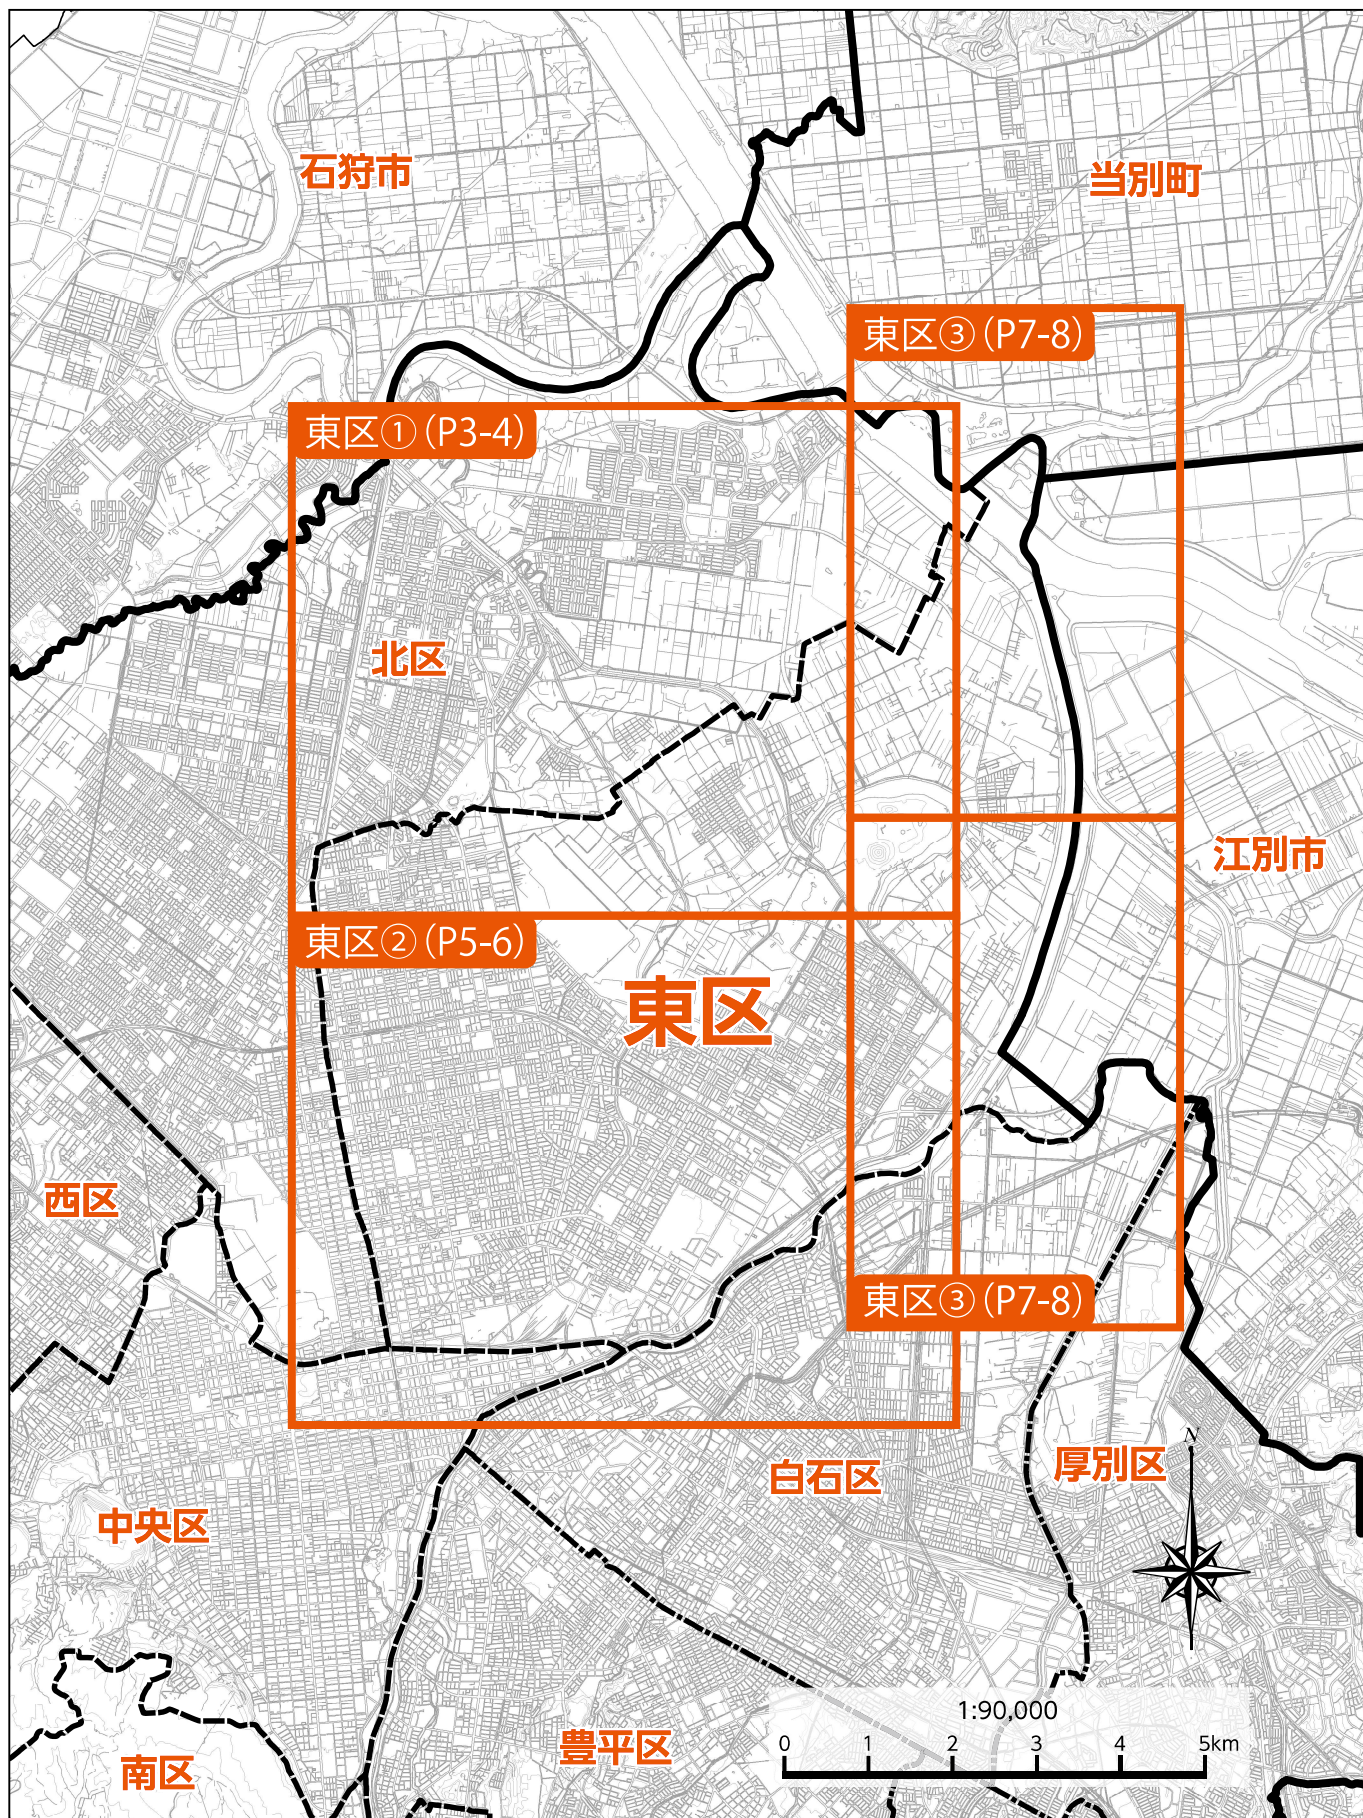 石狩市
当別町
東区③(P7-8)
東区①(P3-4)
北区
江別市
東区②(P5-6)
東区
西区
東区③(P7-8)
厚別区
白石区
中央区
N
豊平区
南区
1:90,000
0 1 2 3 4 5km